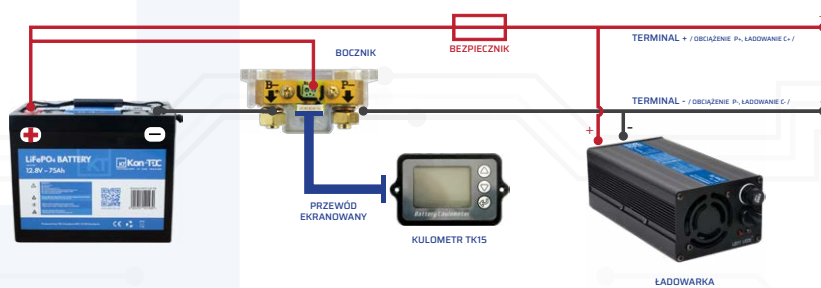 BOCZNIK
BEZPIECZNIK
TERMINAL + / OBCIĄŻENIE P+, ŁADOWANIE C+ /
B–
P–
TERMINAL – / OBCIĄŻENIE P-, ŁADOWANIE C- /
+
–
LiFePO₄ BATTERY
12.8V – 75Ah
KT
Kon-TEC
+
-
PRZEWÓD
EKRANOWANY
Battery Coulometer
KULOMETR TK15
ŁADOWARKA